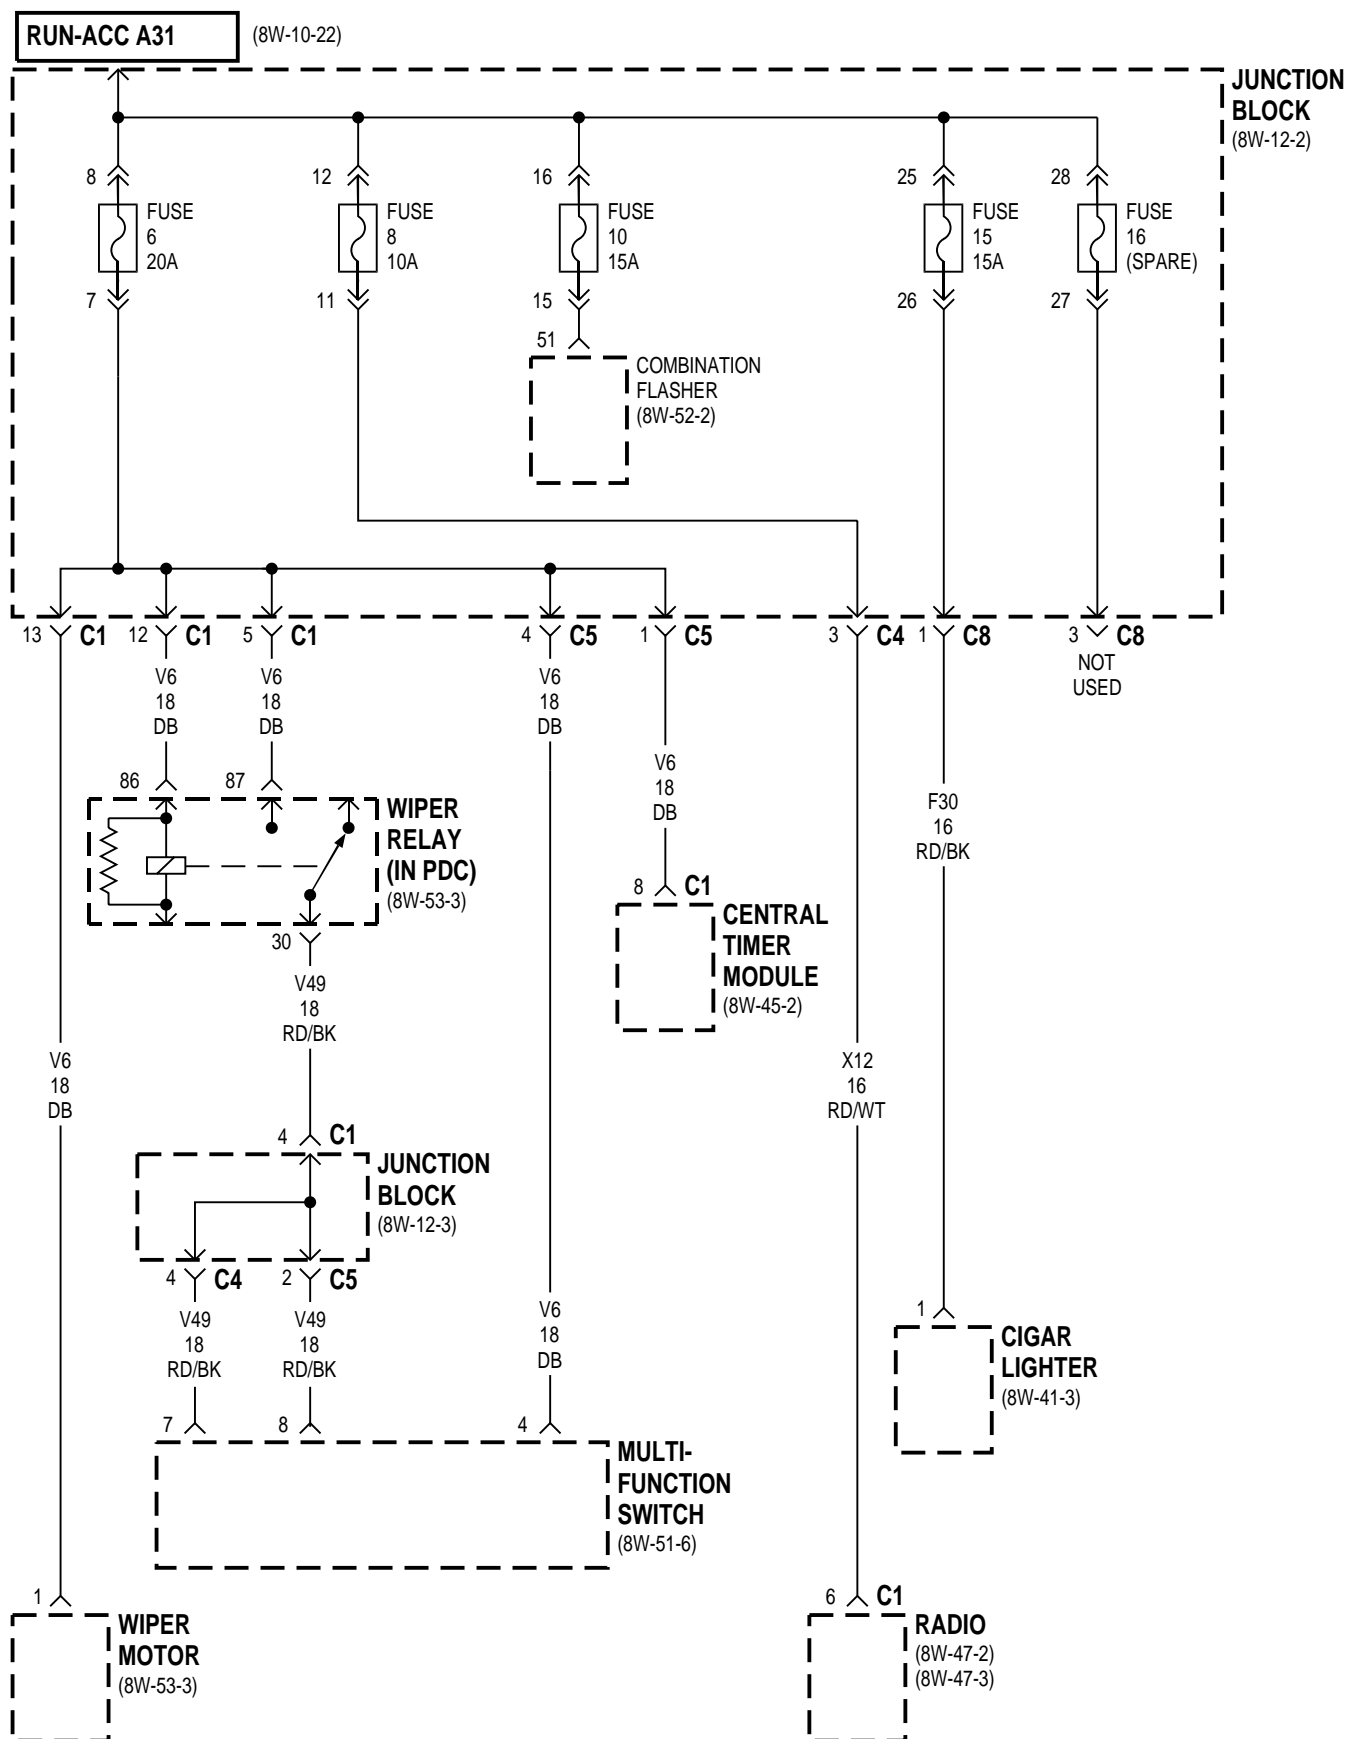 RUN-ACC A31
(8W-10-22)
JUNCTION
BLOCK
(8W-12-2)
8
12
16
25
28
FUSE
6
20A
FUSE
8
10A
FUSE
10
15A
FUSE
15
15A
FUSE
16
(SPARE)
7
11
15
26
27
51
COMBINATION
FLASHER
(8W-52-2)
13 C1
12 C1
5 C1
4 C5
1 C5
3 C4
1 C8
3 C8
NOT
USED
V6
18
DB
V6
18
DB
V6
18
DB
V6
18
DB
86
87
WIPER
RELAY
(IN PDC)
(8W-53-3)
F30
16
RD/BK
8 C1
CENTRAL
TIMER
MODULE
(8W-45-2)
30
V49
18
RD/BK
V6
18
DB
X12
16
RD/WT
4 C1
JUNCTION
BLOCK
(8W-12-3)
4 C4
2 C5
V49
18
RD/BK
V49
18
RD/BK
V6
18
DB
1
CIGAR
LIGHTER
(8W-41-3)
7
8
4
MULTI-
FUNCTION
SWITCH
(8W-51-6)
1
WIPER
MOTOR
(8W-53-3)
6 C1
RADIO
(8W-47-2)
(8W-47-3)